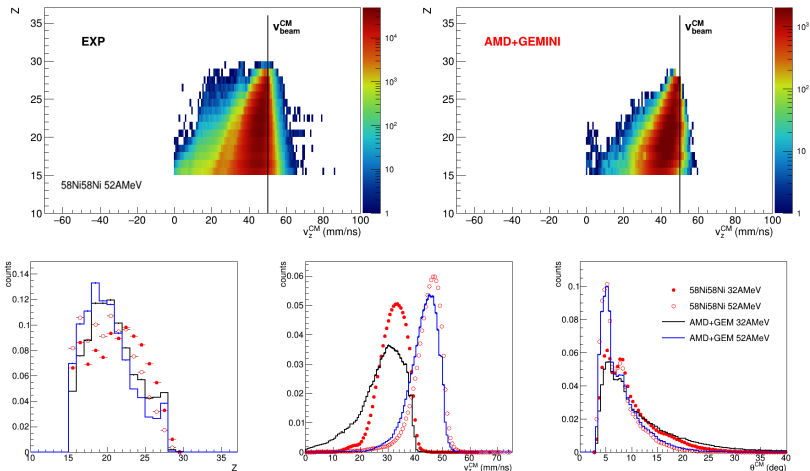 Z
35
30
25
20
15
10
EXP
v_beam^CM
58Ni58Ni 52AMeV
−60 −40 −20 0 20 40 60 80 100
v_z^CM (mm/ns)
10^4
10^3
10^2
10
1
Z
35
30
25
20
15
10
AMD+GEMINI
v_beam^CM
−60 −40 −20 0 20 40 60 80 100
v_z^CM (mm/ns)
10^3
10^2
10
1
counts
0.14
0.12
0.1
0.08
0.06
0.04
0.02
0
10 15 20 25 30 35
Z
counts
0.06
0.05
0.04
0.03
0.02
0.01
0
0 10 20 30 40 50 60 70
v_z^CM (mm/ns)
counts
0.1
0.08
0.06
0.04
0.02
0
58Ni58Ni 32AMeV
58Ni58Ni 52AMeV
AMD+GEM 32AMeV
AMD+GEM 52AMeV
0 5 10 15 20 25 30 35 40
θ^CM (deg)